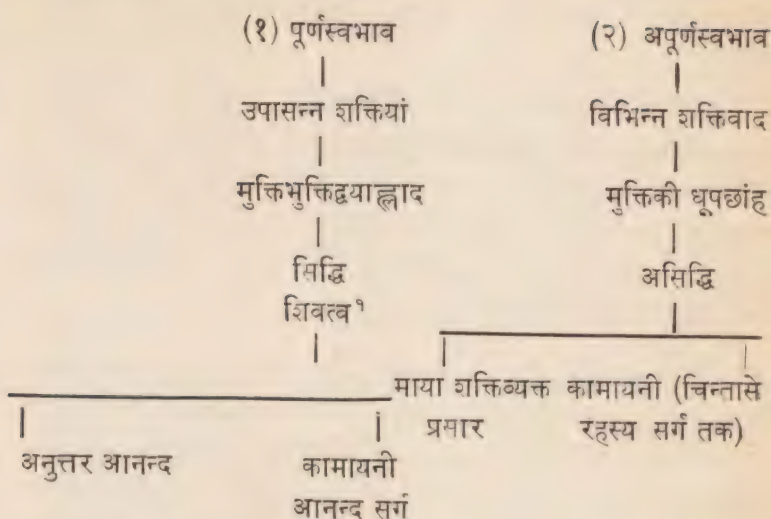 (१) पूर्णस्वभाव (२) अपूर्णस्वभाव
उपासन्न शक्तियां विभिन्न शक्तिवाद
मुक्तिभुक्तिद्वयाह्लाद मुक्तिकी धूपछांह
सिद्धि असिद्धि
शिवत्व१
माया शक्तिव्यक्त कामायनी (चिन्तासे
प्रसार रहस्य सर्ग तक)
अनुत्तर आनन्द कामायनी
आनन्द सर्ग